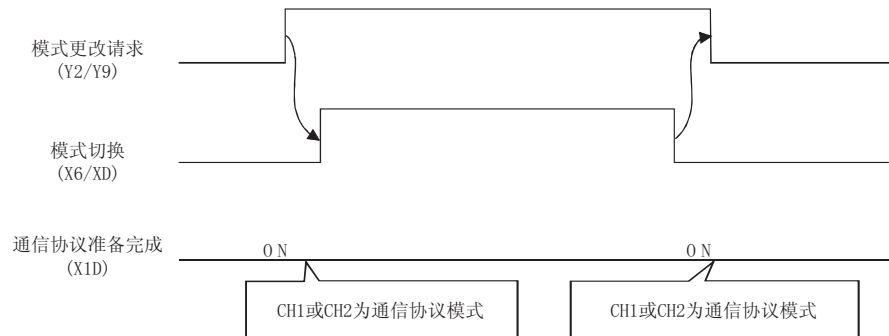 模式更改请求
(Y2/Y9)
模式切换
(X6/XD)
通信协议准备完成
(X1D)
ON
ON
CH1或CH2为通信协议模式
CH1或CH2为通信协议模式